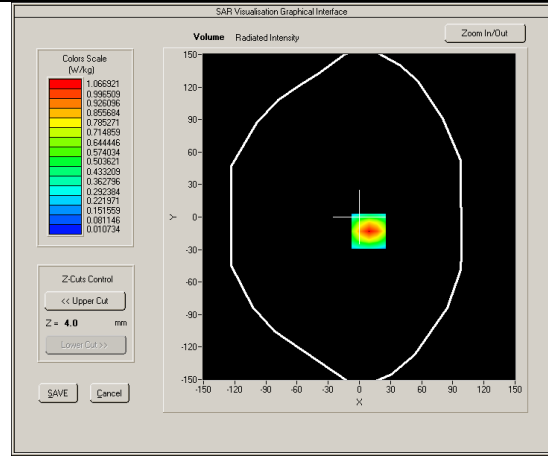 SAR Visualisation Graphical Interface
Volume Radiated Intensity
Zoom In/Out
Colors Scale
(W/kg)
1.066921
0.996509
0.926096
0.855684
0.785271
0.714859
0.644446
0.574034
0.503621
0.433209
0.362796
0.292384
0.221971
0.151559
0.081146
0.010734
Z-Cuts Control
<< Upper Cut
Z = 4.0 mm
Lower Cut >>
SAVE Cancel
150
120
90
60
30
0
-30
-60
-90
-120
-150
Y
-150 -120 -90 -60 -30 0 30 60 90 120 150
X